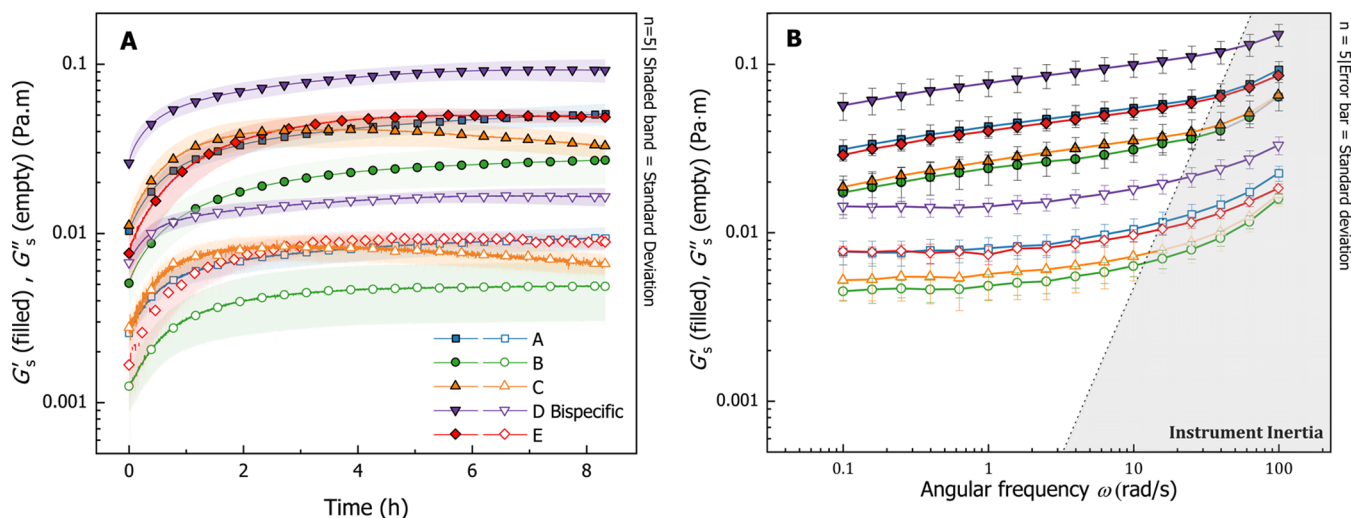 A
G′s (filled) , G″s (empty) (Pa.m)
0.1
0.01
0.001
0
2
4
6
8
Time (h)
n=5| Shaded band = Standard Deviation
A
B
C
D Bispecific
E
B
G′s (filled) , G″s (empty) (Pa·m)
0.1
0.01
0.001
0.1
1
10
100
Angular frequency ω (rad/s)
Instrument Inertia
n = 5|Error bar = Standard deviation